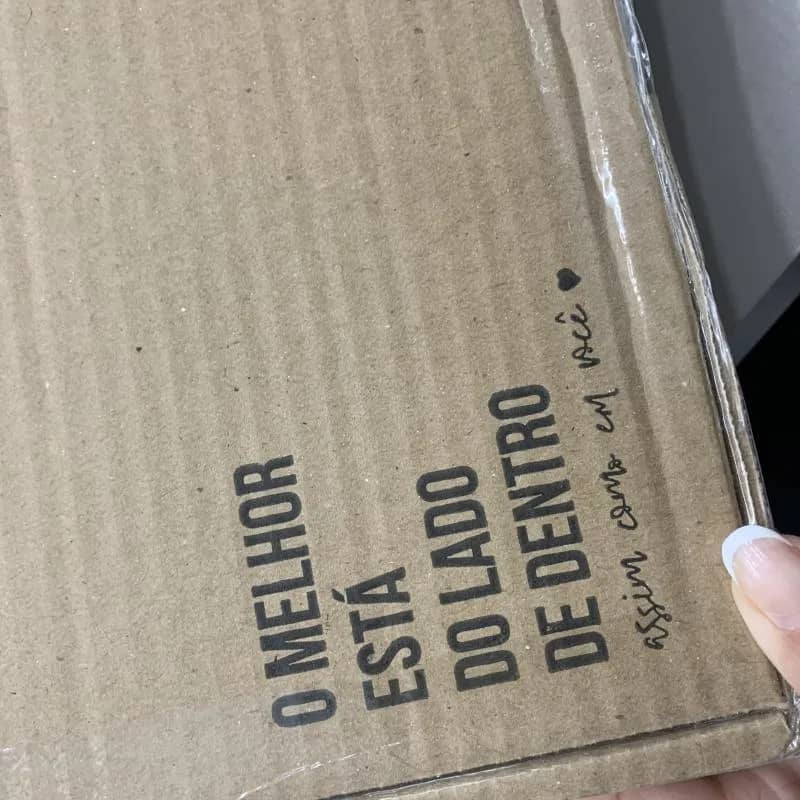 O MELHOR
ESTÁ
DO LADO
DE DENTRO
assim como em você ♥